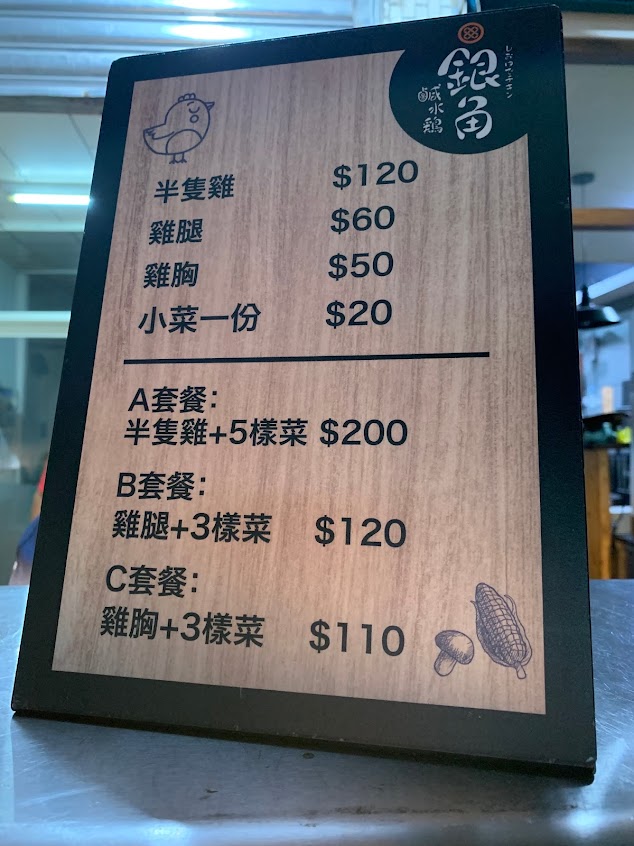 銀角
鹹水鶏
半隻雞 $120
雞腿 $60
雞胸 $50
小菜一份 $20
A套餐:
半隻雞+5樣菜 $200
B套餐:
雞腿+3樣菜 $120
C套餐:
雞胸+3樣菜 $110